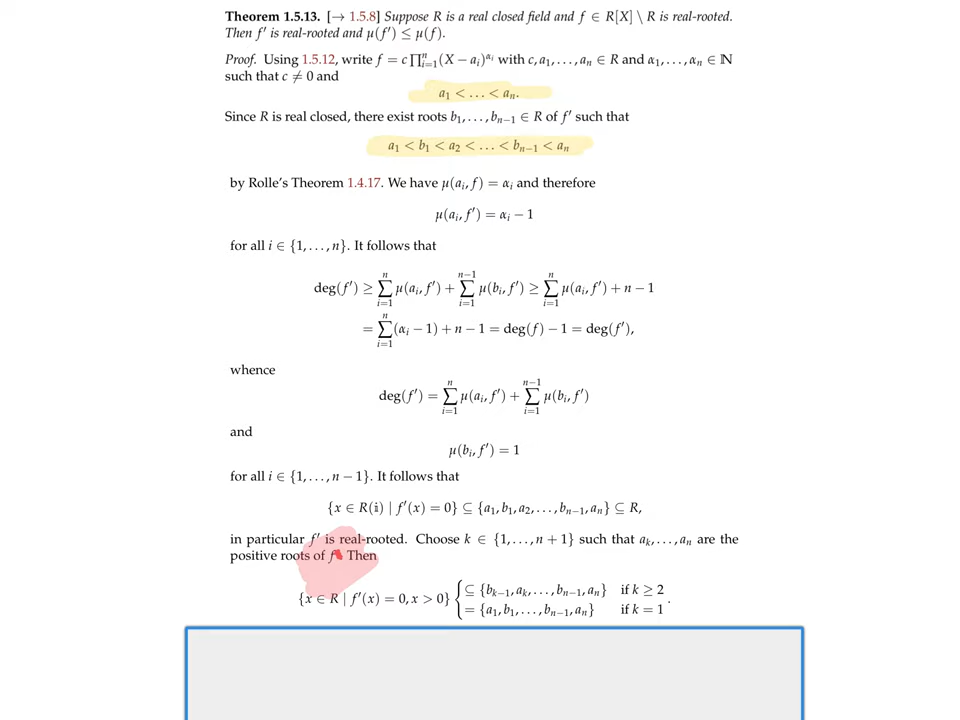 Theorem 1.5.13. [→ 1.5.8] Suppose R is a real closed field and f ∈ R[X] \ R is real-rooted.
Then f′ is real-rooted and μ(f′) ≤ μ(f).
Proof. Using 1.5.12, write f = c ∏ⁿᵢ₌₁(X − aᵢ)^αᵢ with c, a₁, . . . , aₙ ∈ R and α₁, . . . , αₙ ∈ ℕ
such that c ≠ 0 and
a₁ < . . . < aₙ.
Since R is real closed, there exist roots b₁, . . . , bₙ₋₁ ∈ R of f′ such that
a₁ < b₁ < a₂ < . . . < bₙ₋₁ < aₙ
by Rolle's Theorem 1.4.17. We have μ(aᵢ, f) = αᵢ and therefore
μ(aᵢ, f′) = αᵢ − 1
for all i ∈ {1, . . . , n}. It follows that
deg(f′) ≥ ∑ⁿᵢ₌₁ μ(aᵢ, f′) + ∑ⁿ⁻¹ᵢ₌₁ μ(bᵢ, f′) ≥ ∑ⁿᵢ₌₁ μ(aᵢ, f′) + n − 1
= ∑ⁿᵢ₌₁ (αᵢ − 1) + n − 1 = deg(f) − 1 = deg(f′),
whence
deg(f′) = ∑ⁿᵢ₌₁ μ(aᵢ, f′) + ∑ⁿ⁻¹ᵢ₌₁ μ(bᵢ, f′)
and
μ(bᵢ, f′) = 1
for all i ∈ {1, . . . , n − 1}. It follows that
{x ∈ R(i) | f′(x) = 0} ⊆ {a₁, b₁, a₂, . . . , bₙ₋₁, aₙ} ⊆ R,
in particular f′ is real-rooted. Choose k ∈ {1, . . . , n + 1} such that aₖ, . . . , aₙ are the
positive roots of f. Then
{x ∈ R | f′(x) = 0, x > 0} { ⊆ {bₖ₋₁, aₖ, . . . , bₙ₋₁, aₙ} if k ≥ 2
= {a₁, b₁, . . . , bₙ₋₁, aₙ} if k = 1 .